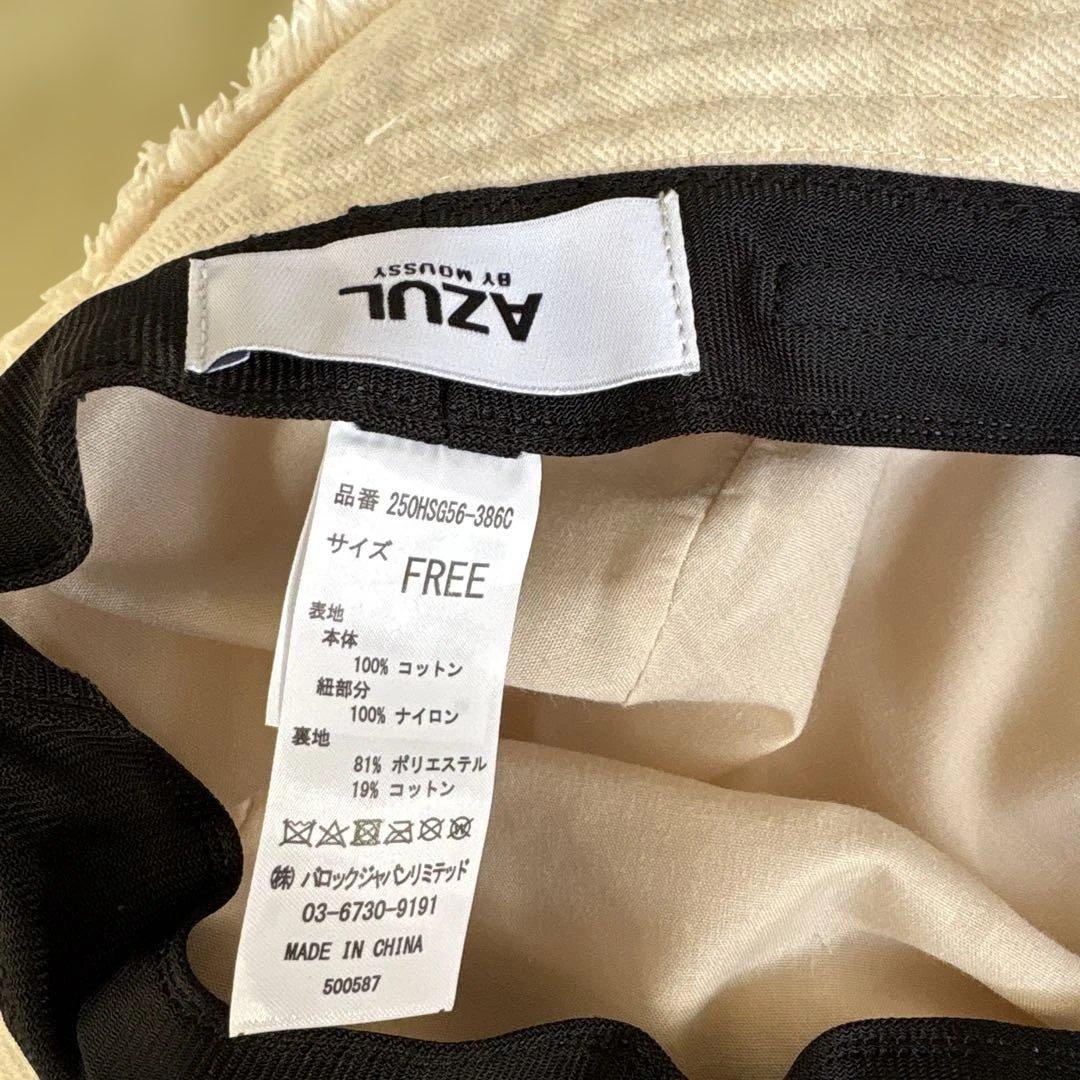 AZUL
BY MOUSSY
品番 250HSG56-386C
サイズ
FREE
表地
本体
100% コットン
紐部分
100% ナイロン
裏地
81% ポリエステル
19% コットン
㈱ バロックジャパンリミテッド
03-6730-9191
MADE IN CHINA
500587